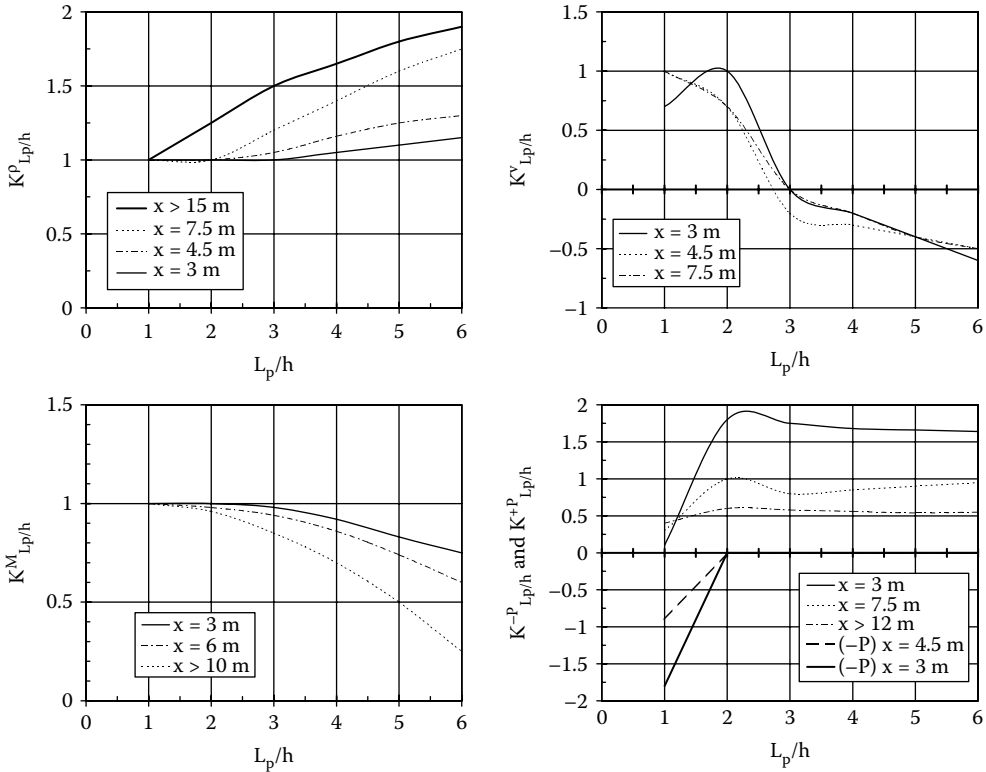 2
1.5
1
0.5
0
0 1 2 3 4 5 6
K^ρ_Lp/h
L_p/h
x > 15 m
x = 7.5 m
x = 4.5 m
x = 3 m
1.5
1
0.5
0
−0.5
−1
0 1 2 3 4 5 6
K^v_Lp/h
L_p/h
x = 3 m
x = 4.5 m
x = 7.5 m
1.5
1
0.5
0
0 1 2 3 4 5 6
K^M_Lp/h
L_p/h
x = 3 m
x = 6 m
x > 10 m
2
1.5
1
0.5
0
−0.5
−1
−1.5
−2
0 1 2 3 4 5 6
K^−P_Lp/h and K^+P_Lp/h
L_p/h
x = 3 m
x = 7.5 m
x > 12 m
(−P) x = 4.5 m
(−P) x = 3 m